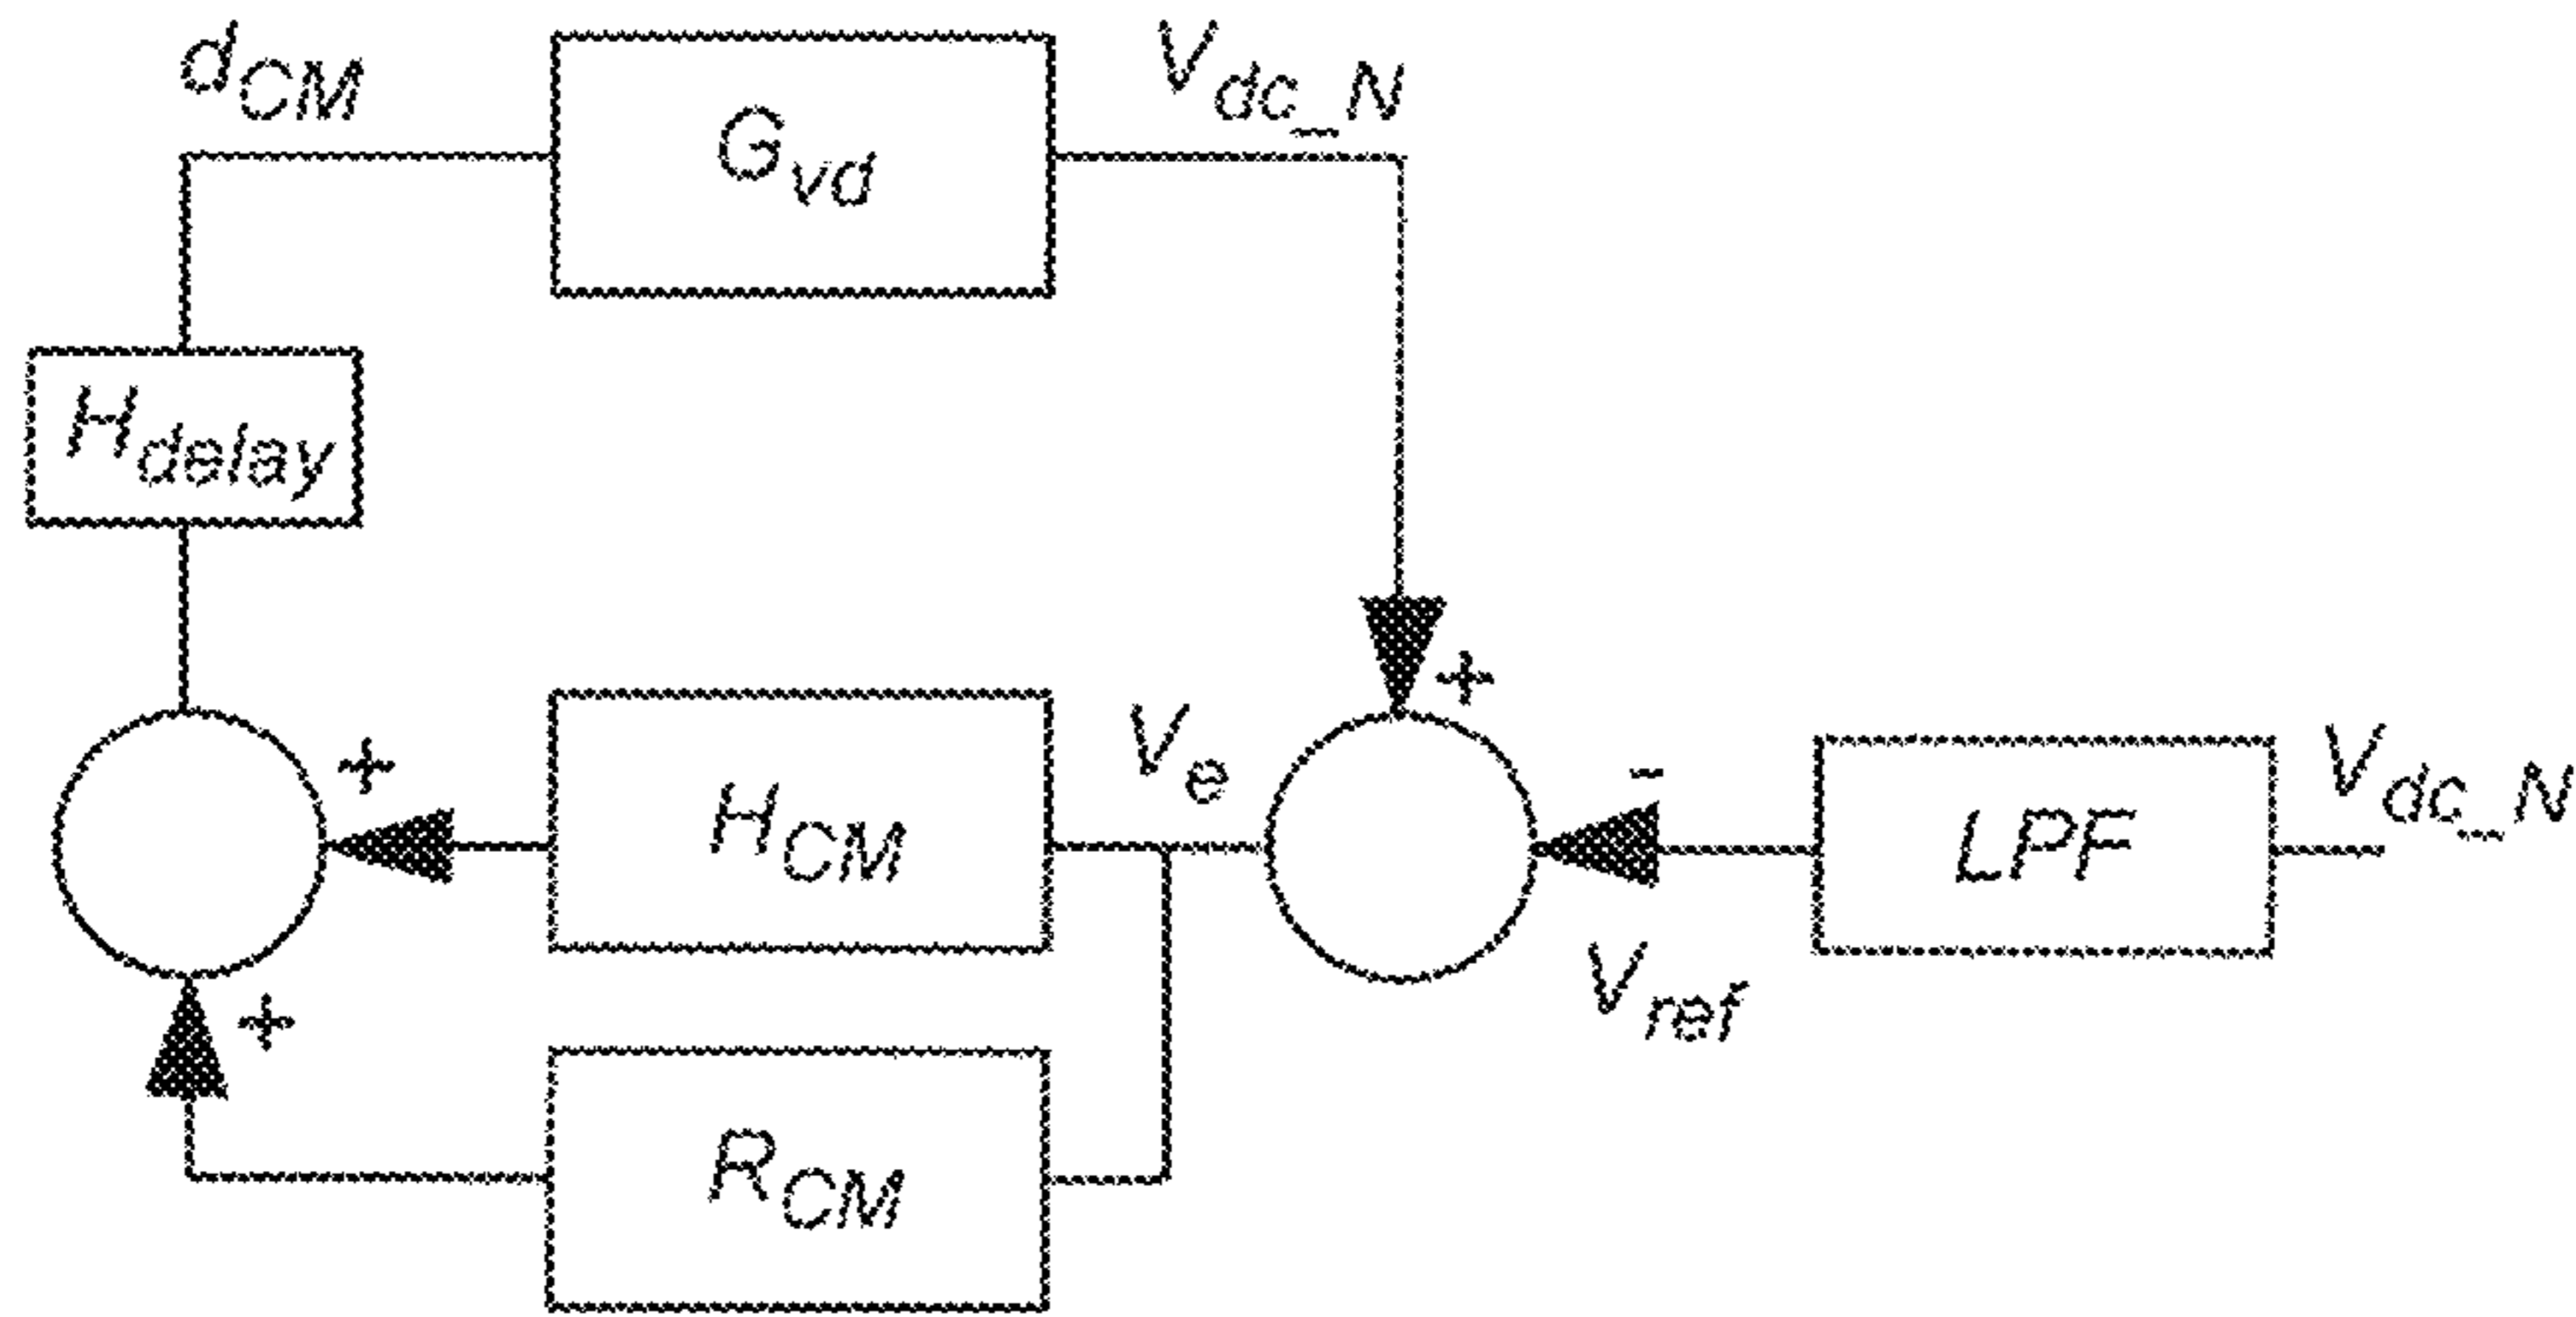 d_CM
G_vd
V_dc_N
H_delay
+
+
H_CM
V_e
-
LPF
V_dc_N
V_ref
+
R_CM